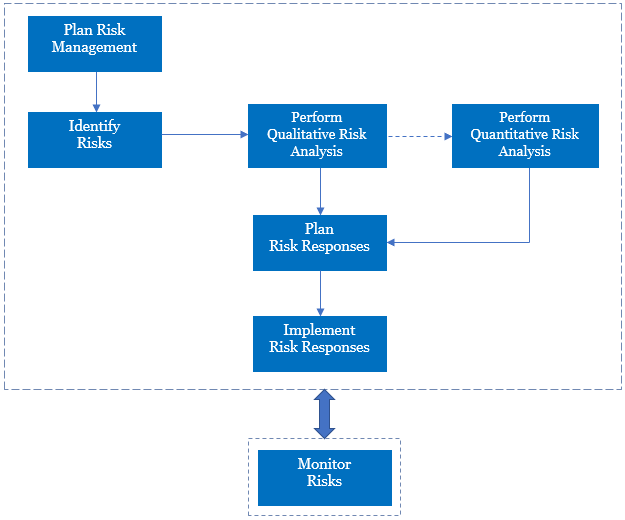 Plan Risk
Management
Identify
Risks
Perform
Qualitative Risk
Analysis
Perform
Quantitative Risk
Analysis
Plan
Risk Responses
Implement
Risk Responses
Monitor
Risks